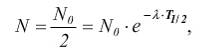 N = N₀/2 = N₀ · e^(−λ·T₁/₂),